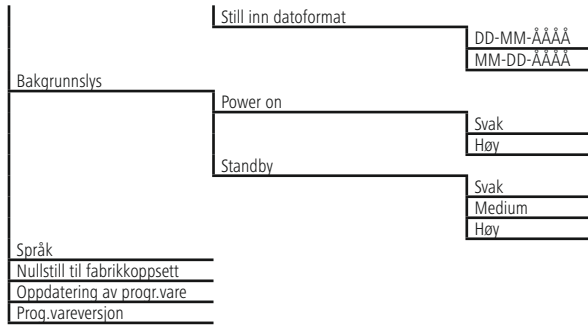 Still inn datoformat
DD-MM-ÅÅÅÅ
MM-DD-ÅÅÅÅ
Bakgrunnslys
Power on
Svak
Høy
Standby
Svak
Medium
Høy
Språk
Nullstill til fabrikkoppsett
Oppdatering av progr.vare
Prog.vareversjon